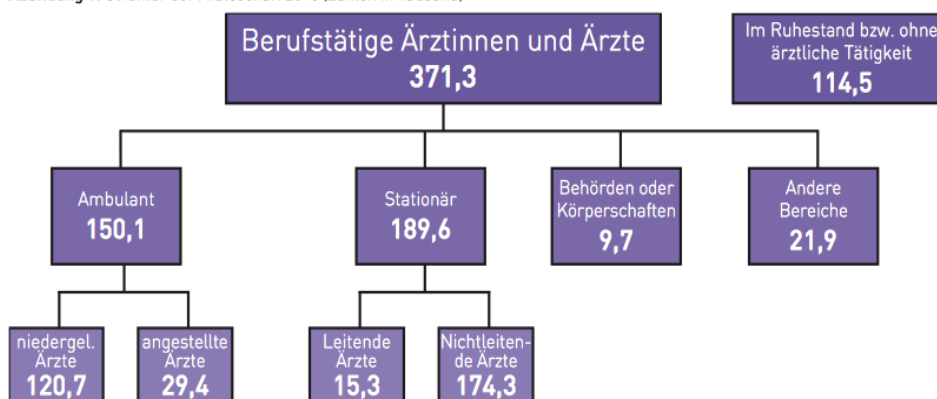 Berufstätige Ärztinnen und Ärzte
371,3
Im Ruhestand bzw. ohne
ärztliche Tätigkeit
114,5
Ambulant
150,1
Stationär
189,6
Behörden oder
Körperschaften
9,7
Andere
Bereiche
21,9
niedergel.
Ärzte
120,7
angestellte
Ärzte
29,4
Leitende
Ärzte
15,3
Nichtleiten-
de Ärzte
174,3